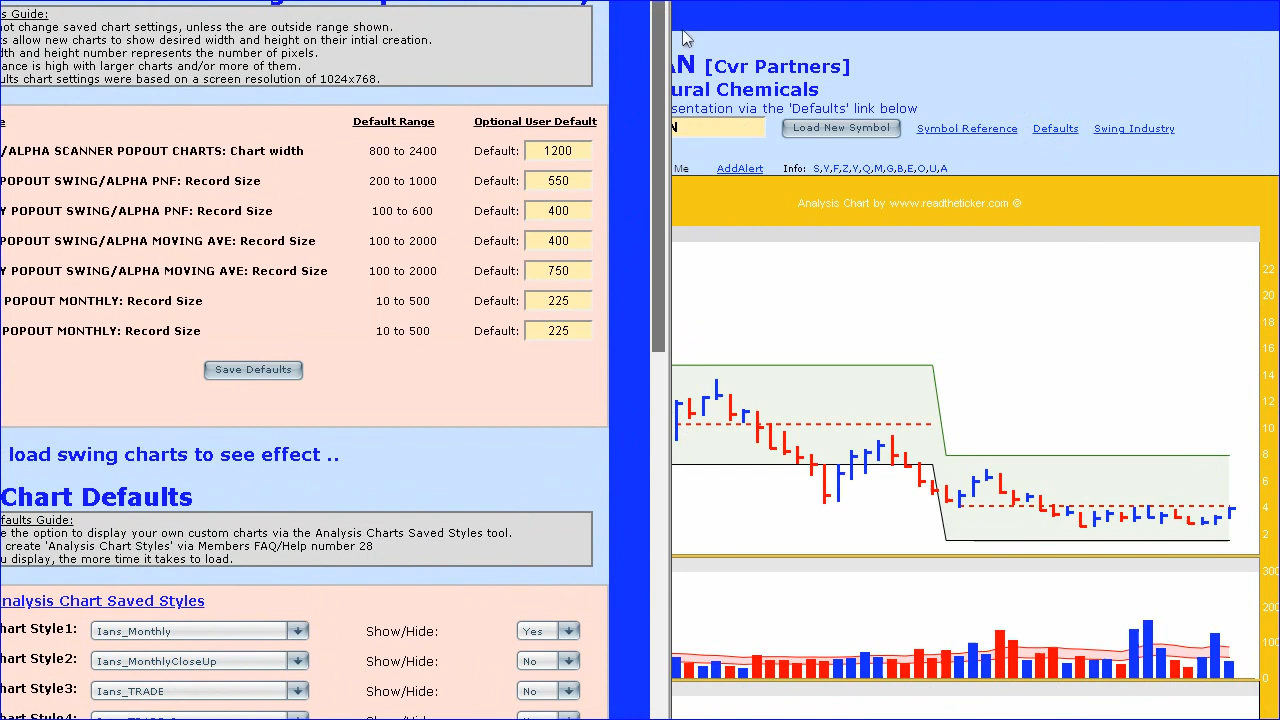 s Guide:
ot change saved chart settings, unless the are outside range shown.
s allow new charts to show desired width and height on their intial creation.
th and height number represents the number of pixels.
ance is high with larger charts and/or more of them.
ults chart settings were based on a screen resolution of 1024x768.
e Default Range Optional User Default
/ALPHA SCANNER POPOUT CHARTS: Chart width 800 to 2400 Default: 1200
POPOUT SWING/ALPHA PNF: Record Size 200 to 1000 Default: 550
Y POPOUT SWING/ALPHA PNF: Record Size 100 to 600 Default: 400
POPOUT SWING/ALPHA MOVING AVE: Record Size 100 to 2000 Default: 400
Y POPOUT SWING/ALPHA MOVING AVE: Record Size 100 to 2000 Default: 750
POPOUT MONTHLY: Record Size 10 to 500 Default: 225
POPOUT MONTHLY: Record Size 10 to 500 Default: 225
Save Defaults
load swing charts to see effect ..
Chart Defaults
faults Guide:
e the option to display your own custom charts via the Analysis Charts Saved Styles tool.
create 'Analysis Chart Styles' via Members FAQ/Help number 28
u display, the more time it takes to load.
nalysis Chart Saved Styles
hart Style1: Ians_Monthly Show/Hide: Yes
hart Style2: Ians_MonthlyCloseUp Show/Hide: No
hart Style3: Ians_TRADE Show/Hide: No
AN [Cvr Partners]
ural Chemicals
sentation via the 'Defaults' link below
N Load New Symbol Symbol Reference Defaults Swing Industry
Me AddAlert Info: S,Y,F,Z,Y,Q,M,G,B,E,O,U,A
Analysis Chart by www.readtheticker.com ©
22
20
18
16
14
12
10
8
6
4
2
300
200
100
0